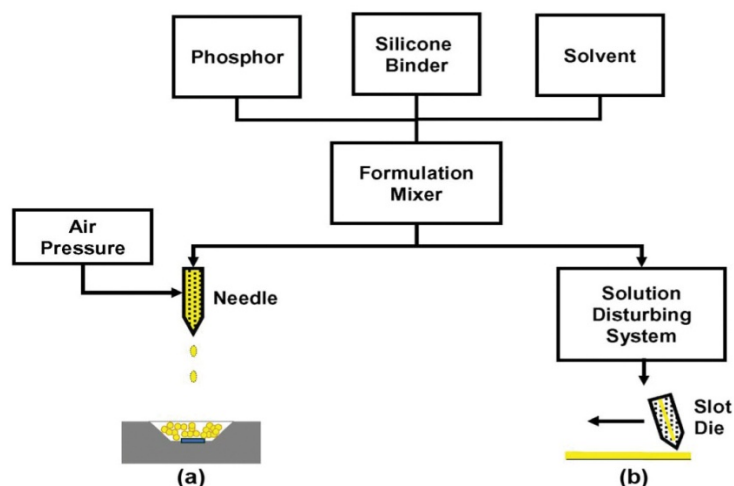 Phosphor
Silicone
Binder
Solvent
Formulation
Mixer
Air
Pressure
Needle
Solution
Disturbing
System
Slot
Die
(a)
(b)